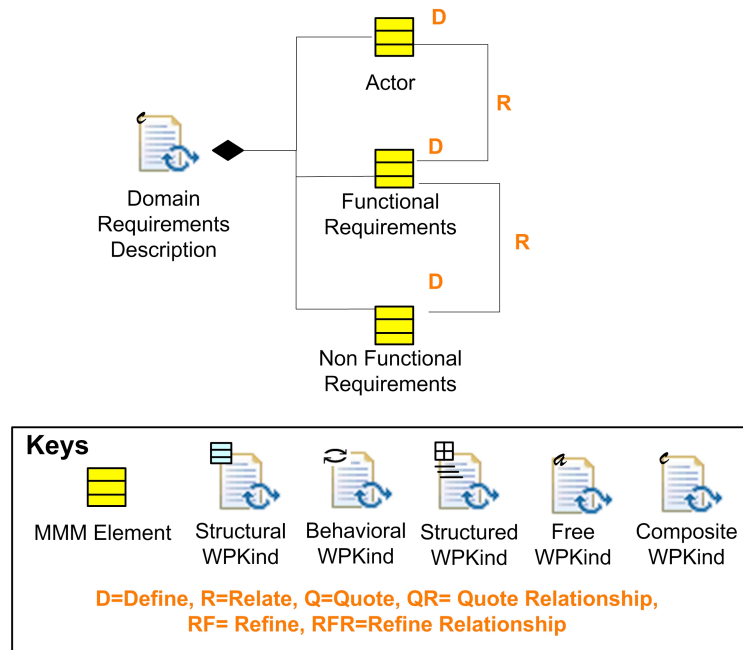 D
Actor
R
D
Domain
Requirements
Description
Functional
Requirements
R
D
Non Functional
Requirements
Keys
MMM Element
Structural
WPKind
Behavioral
WPKind
Structured
WPKind
Free
WPKind
Composite
WPKind
D=Define, R=Relate, Q=Quote, QR= Quote Relationship,
RF= Refine, RFR=Refine Relationship